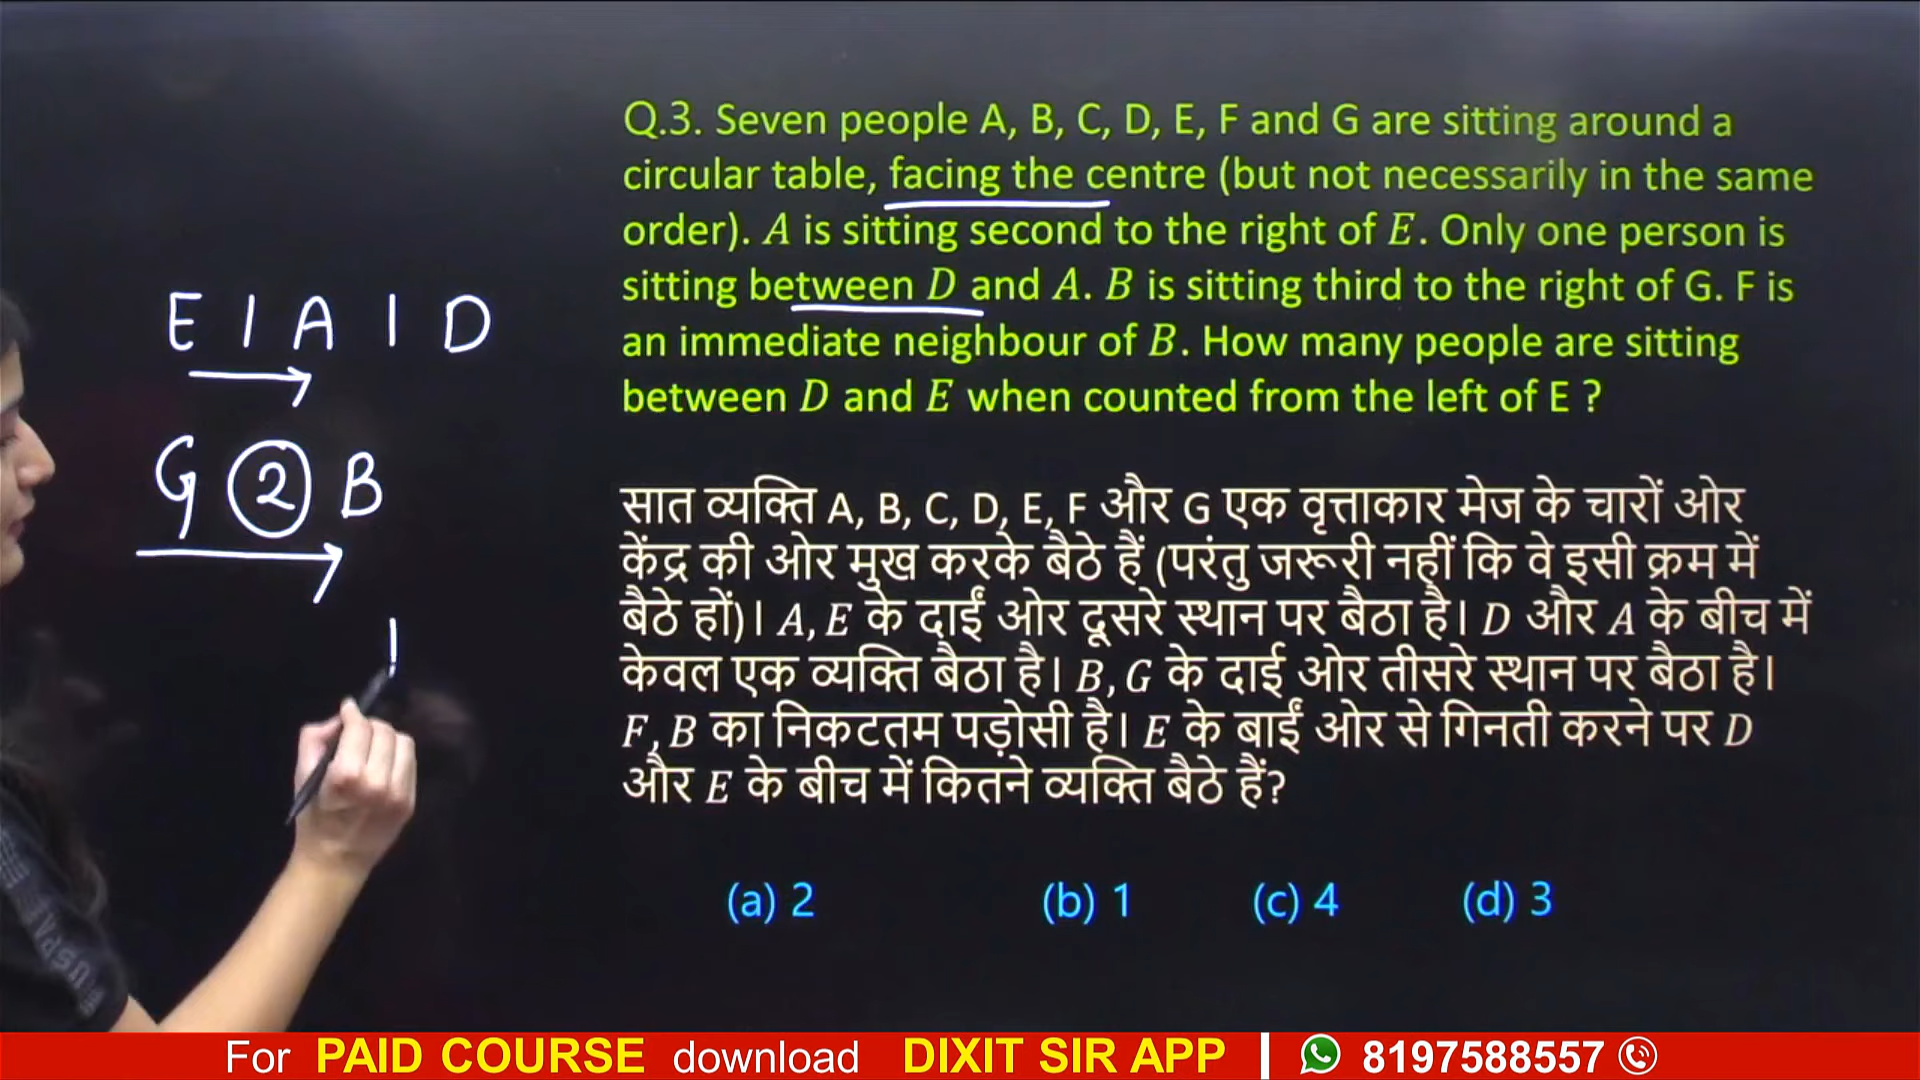 Q.3. Seven people A, B, C, D, E, F and G are sitting around a
circular table, facing the centre (but not necessarily in the same
order). A is sitting second to the right of E. Only one person is
sitting between D and A. B is sitting third to the right of G. F is
an immediate neighbour of B. How many people are sitting
between D and E when counted from the left of E ?
E I A I D
G 2 B
सात व्यक्ति A, B, C, D, E, F और G एक वृत्ताकार मेज के चारों ओर
केंद्र की ओर मुख करके बैठे हैं (परंतु जरूरी नहीं कि वे इसी क्रम में
बैठे हों)। A, E के दाईं ओर दूसरे स्थान पर बैठा है। D और A के बीच में
केवल एक व्यक्ति बैठा है। B, G के दाई ओर तीसरे स्थान पर बैठा है।
F, B का निकटतम पड़ोसी है। E के बाईं ओर से गिनती करने पर D
और E के बीच में कितने व्यक्ति बैठे हैं?
(a) 2 (b) 1 (c) 4 (d) 3
For PAID COURSE download DIXIT SIR APP | 8197588557